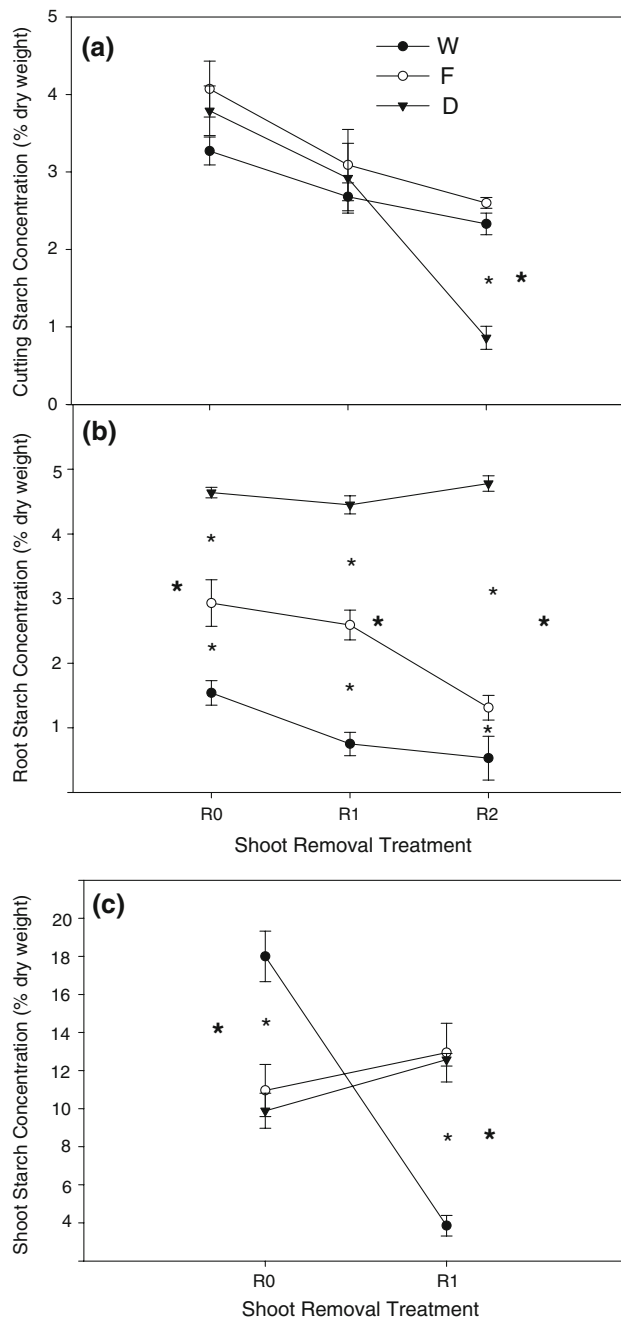 (a)
W
F
D
5
4
3
2
1
0
Cutting Starch Concentration (% dry weight)
*
*
(b)
5
4
3
2
1
Root Starch Concentration (% dry weight)
*
*
*
*
*
*
*
*
*
R0
R1
R2
Shoot Removal Treatment
(c)
20
18
16
14
12
10
8
6
4
Shoot Starch Concentration (% dry weight)
*
*
*
*
R0
R1
Shoot Removal Treatment